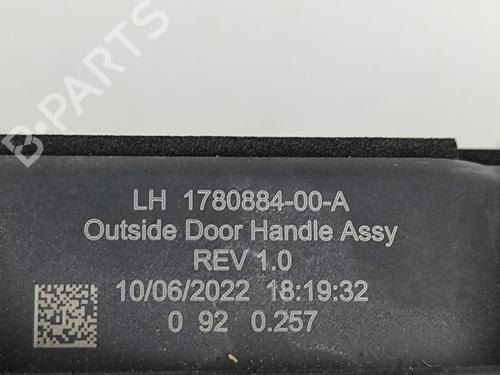 B-PARTS
LH 1780884-00-A
Outside Door Handle Assy
REV 1.0
10/06/2022 18:19:32
0 92 0.257